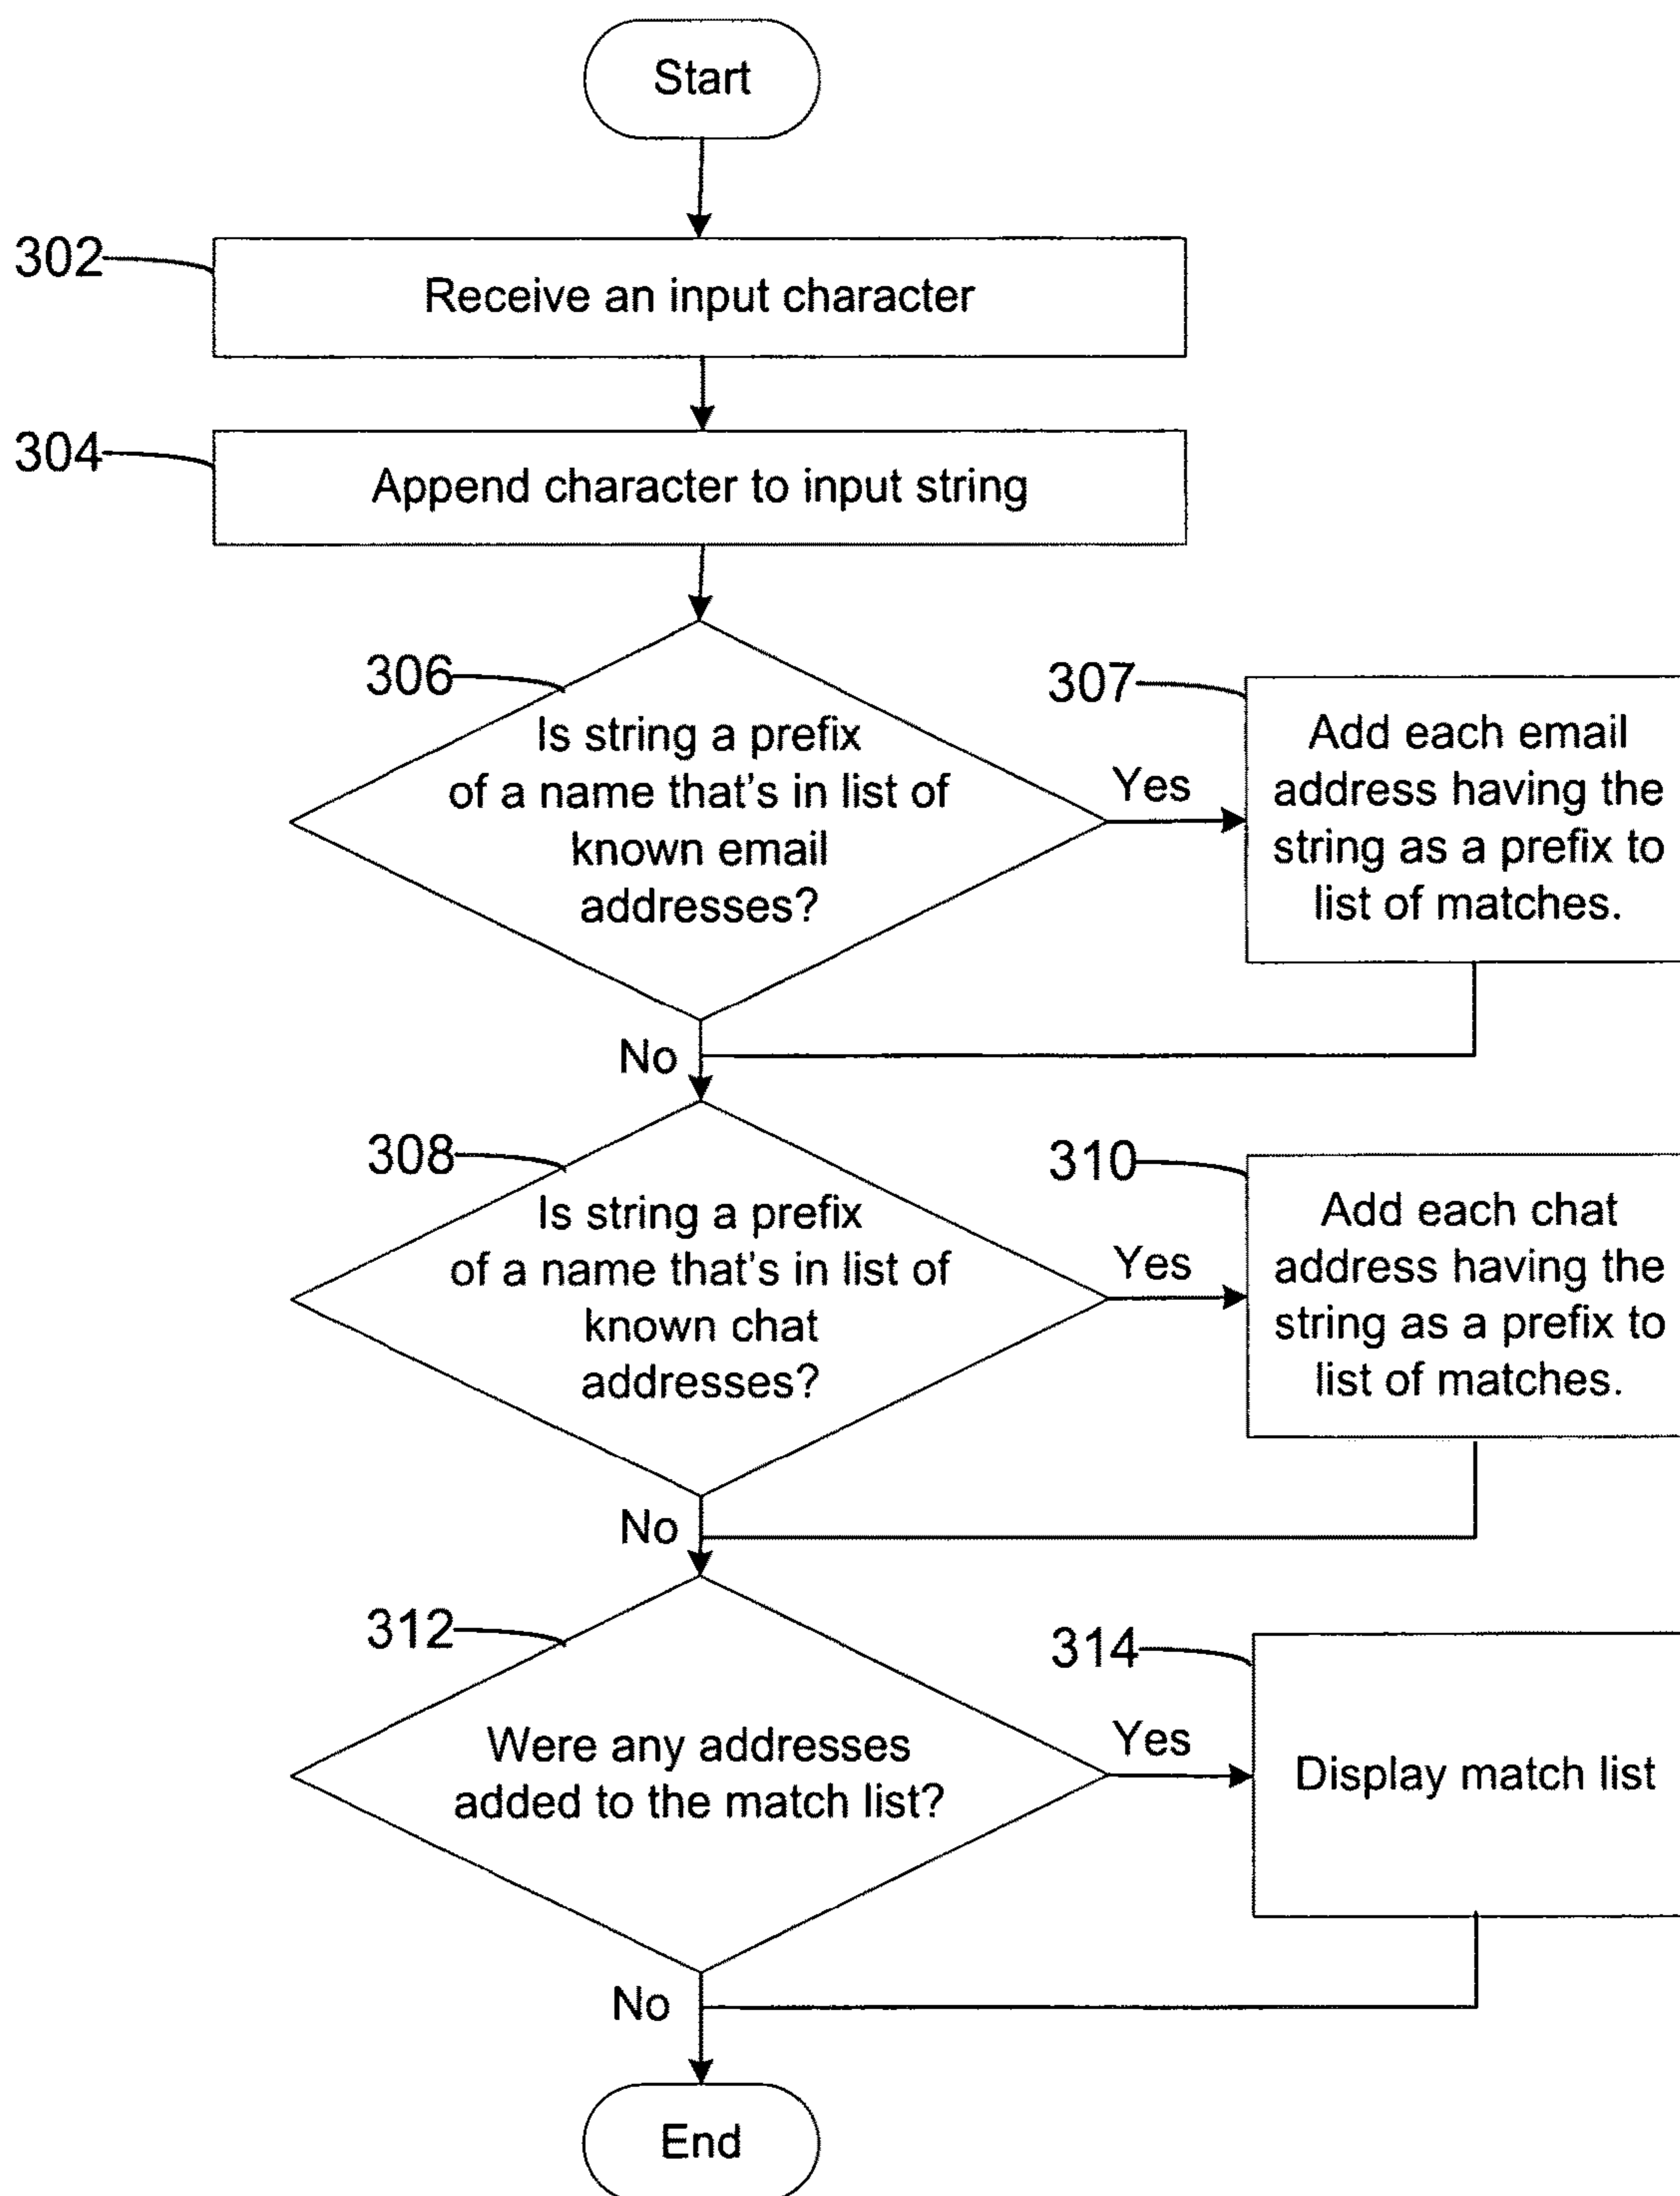 Start
302
Receive an input character
304
Append character to input string
306
Is string a prefix
of a name that's in list of
known email
addresses?
Yes
307
Add each email
address having the
string as a prefix to
list of matches.
No
308
Is string a prefix
of a name that's in list of
known chat
addresses?
Yes
310
Add each chat
address having the
string as a prefix to
list of matches.
No
312
Were any addresses
added to the match list?
Yes
314
Display match list
No
End